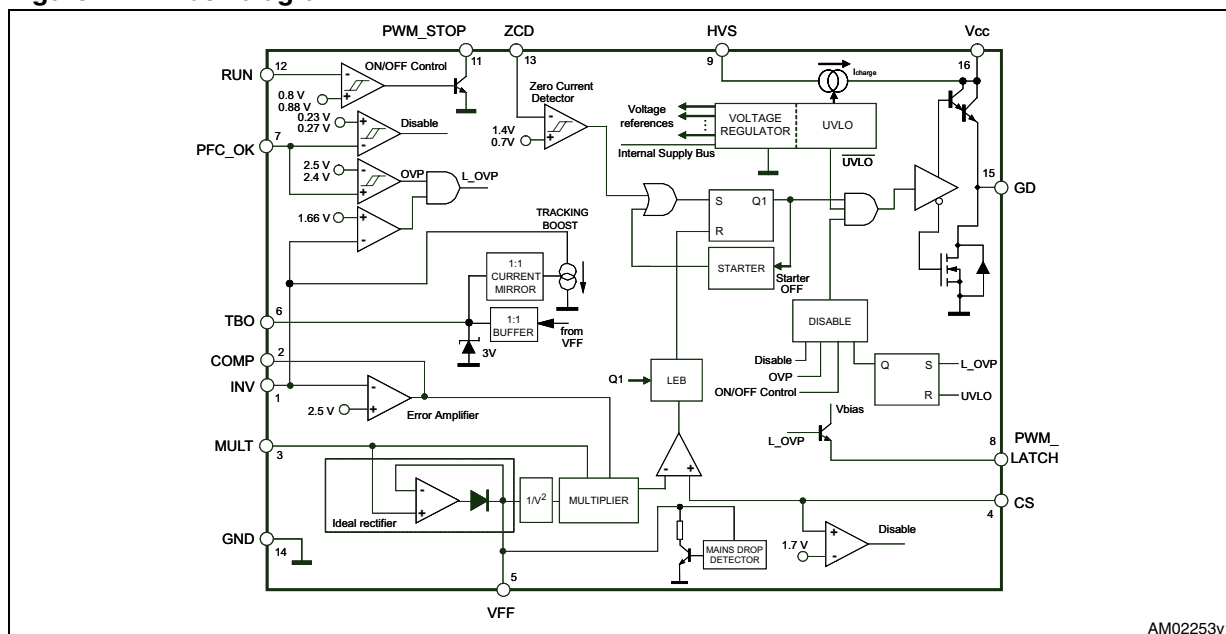 PWM_STOP
ZCD
HVS
Vcc
11
13
9
16
RUN
12
ON/OFF Control
Icharge
0.8 V
0.88 V
Zero Current
Detector
0.23 V
0.27 V
Disable
7
PFC_OK
1.4V
0.7V
Voltage
references
VOLTAGE
REGULATOR
UVLO
Internal Supply Bus
UVLO
2.5 V
2.4 V
OVP
L_OVP
15
GD
S
Q1
R
1.66 V
TRACKING
BOOST
STARTER
Starter
OFF
1:1
CURRENT
MIRROR
6
TBO
1:1
BUFFER
from
VFF
3V
DISABLE
COMP
2
Disable
OVP
ON/OFF Control
Q
S
R
L_OVP
UVLO
INV
1
Q1
LEB
2.5 V
Error Amplifier
Vbias
L_OVP
8
PWM_
LATCH
MULT
3
Ideal rectifier
1/V2
MULTIPLIER
CS
4
Disable
1.7 V
GND
14
MAINS DROP
DETECTOR
5
VFF